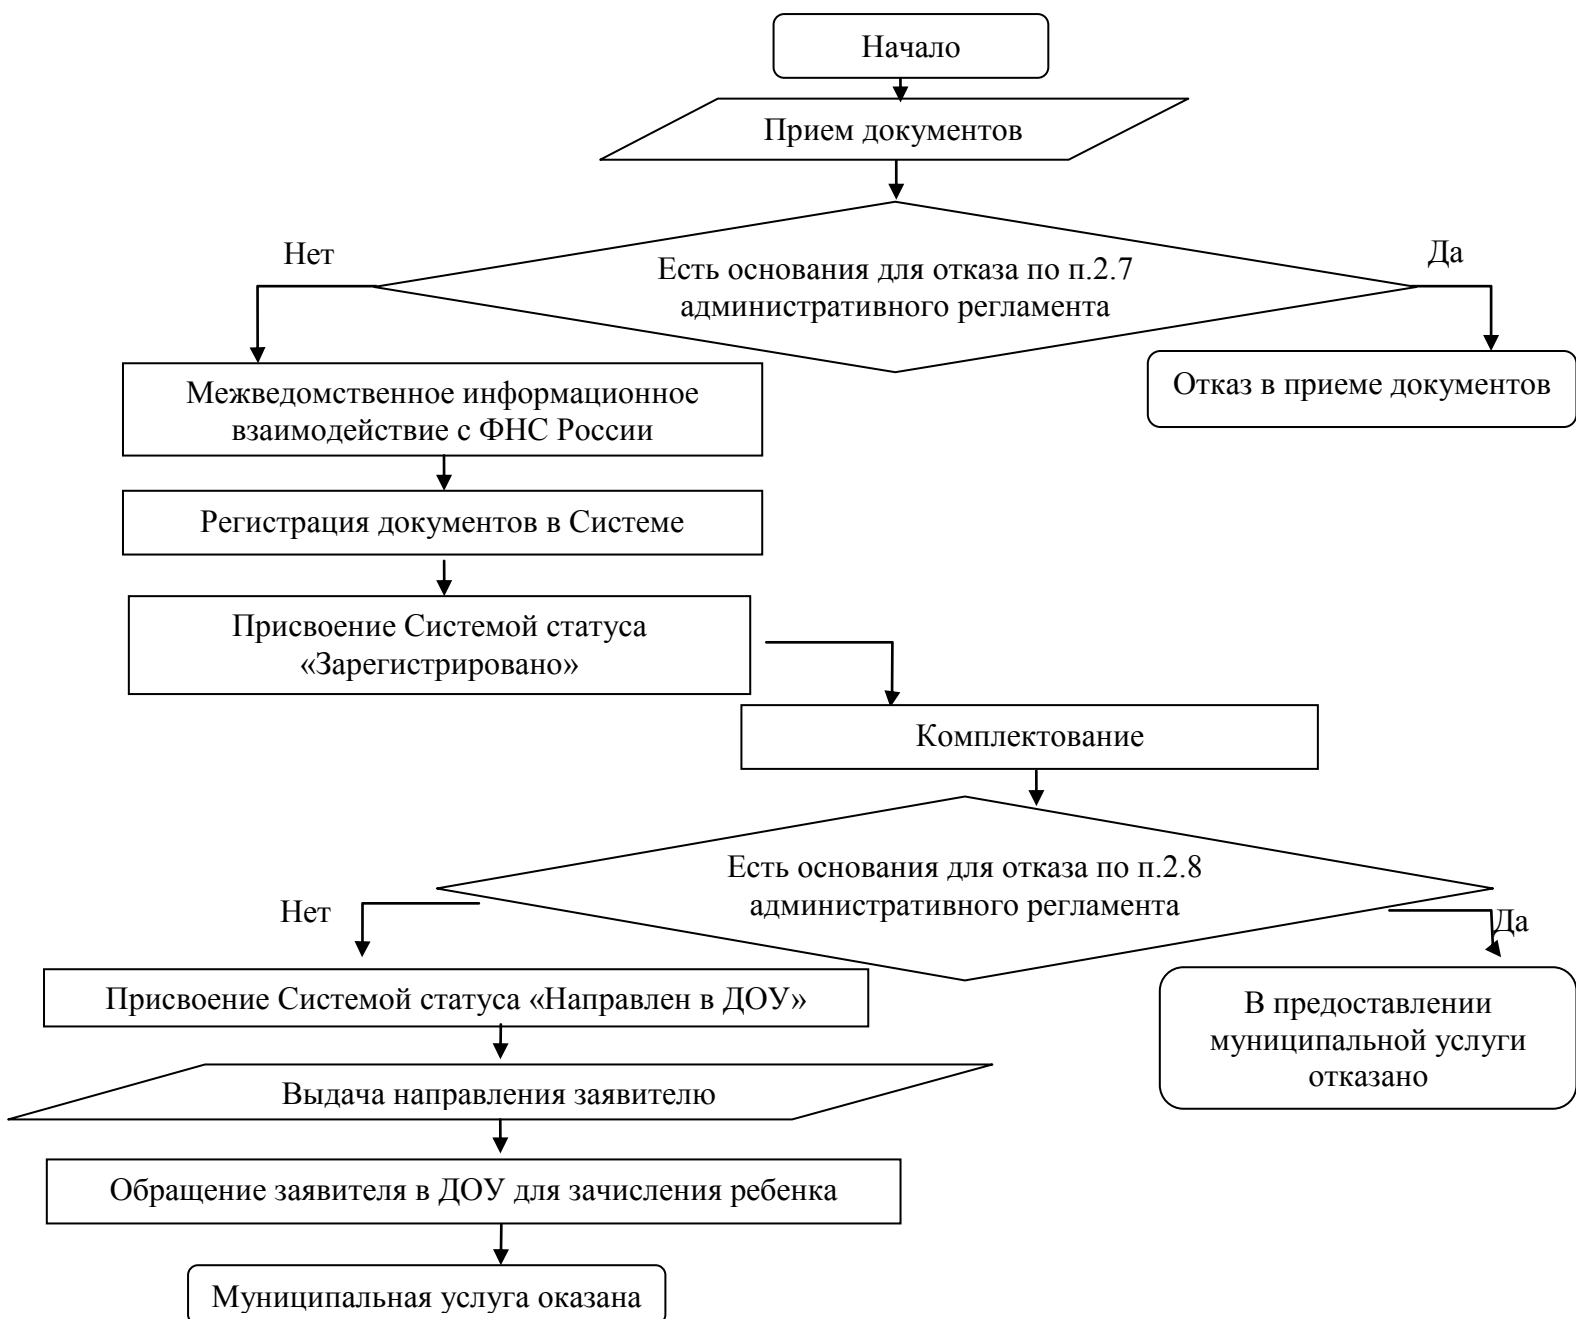 Начало
Прием документов
Нет
Да
Есть основания для отказа по п.2.7
административного регламента
Отказ в приеме документов
Межведомственное информационное
взаимодействие с ФНС России
Регистрация документов в Системе
Присвоение Системой статуса
«Зарегистрировано»
Комплектование
Есть основания для отказа по п.2.8
административного регламента
Нет
Да
Присвоение Системой статуса «Направлен в ДОУ»
В предоставлении
муниципальной услуги
отказано
Выдача направления заявителю
Обращение заявителя в ДОУ для зачисления ребенка
Муниципальная услуга оказана